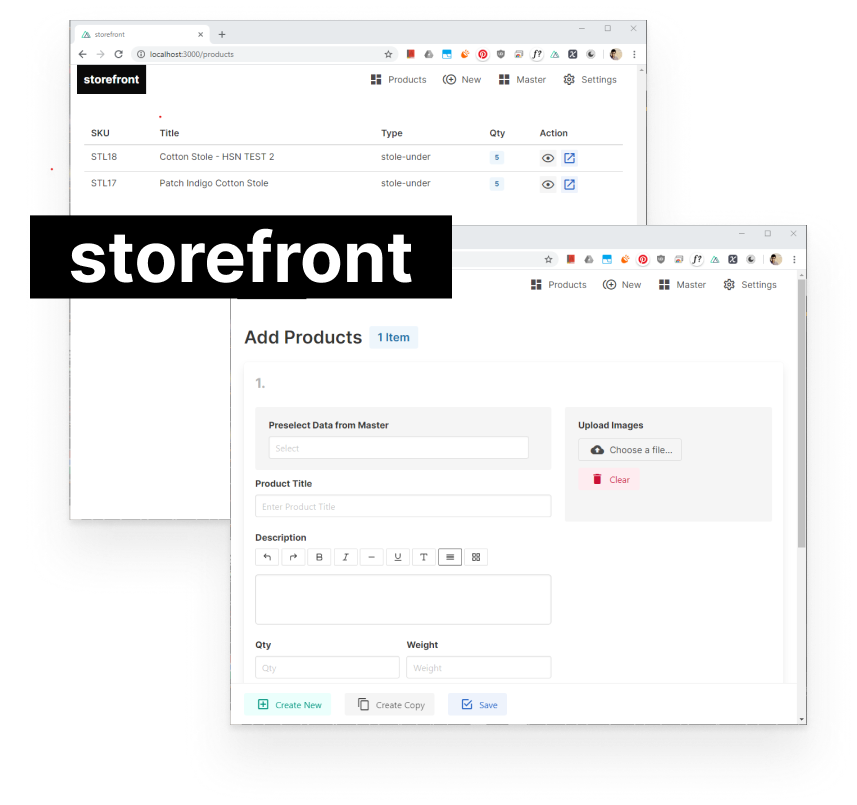 storefront
localhost:3000/products
f?
storefront
Products New Master Settings
SKU Title Type Qty Action
STL18 Cotton Stole - HSN TEST 2 stole-under 5
STL17 Patch Indigo Cotton Stole stole-under 5
storefront
f?
Products New Master Settings
Add Products 1 Item
1.
Preselect Data from Master
Select
Upload Images
Choose a file...
Clear
Product Title
Enter Product Title
Description
B I U T
Qty Weight
Qty Weight
Create New Create Copy Save